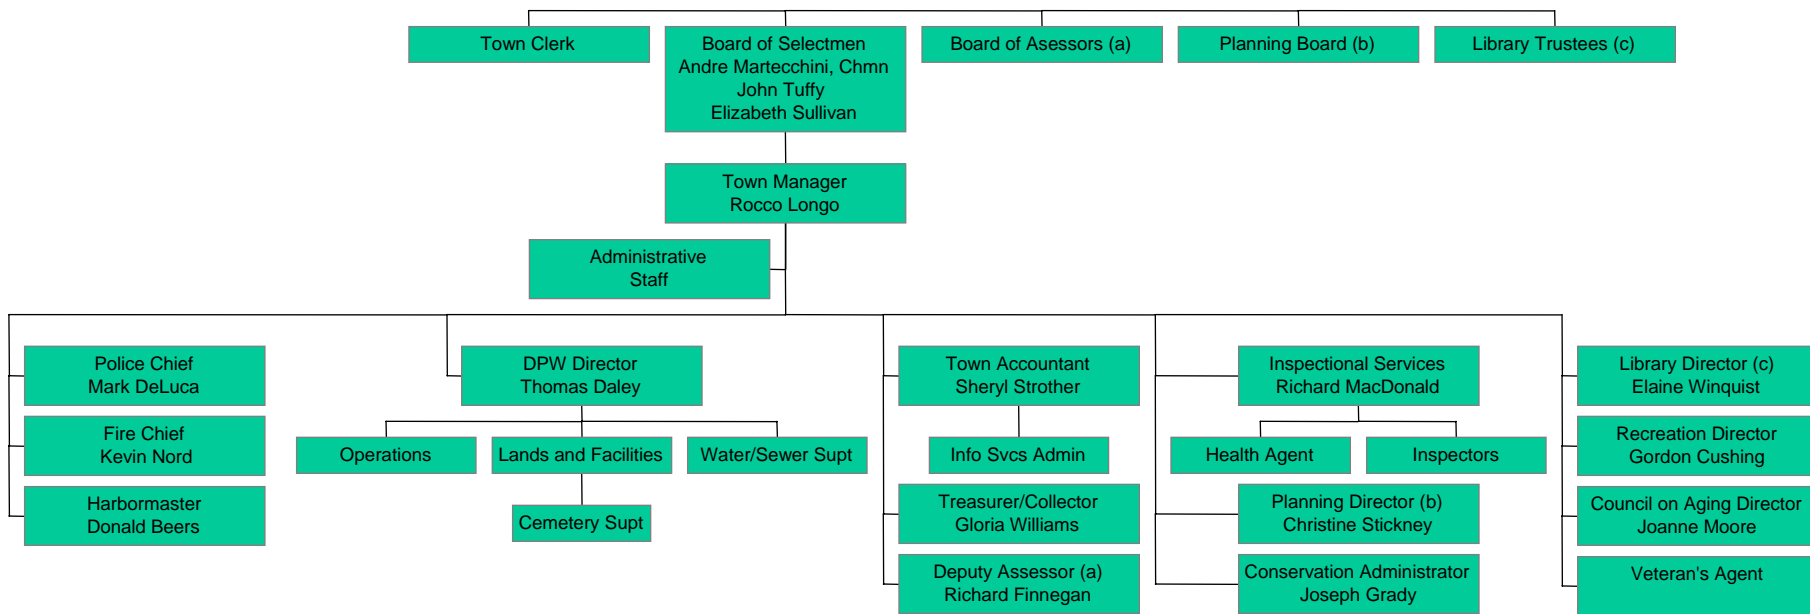 Town Clerk
Board of Selectmen
Andre Martecchini, Chmn
John Tuffy
Elizabeth Sullivan
Board of Asessors (a)
Planning Board (b)
Library Trustees (c)
Town Manager
Rocco Longo
Administrative
Staff
Police Chief
Mark DeLuca
Fire Chief
Kevin Nord
Harbormaster
Donald Beers
DPW Director
Thomas Daley
Operations
Lands and Facilities
Water/Sewer Supt
Cemetery Supt
Town Accountant
Sheryl Strother
Info Svcs Admin
Treasurer/Collector
Gloria Williams
Deputy Assessor (a)
Richard Finnegan
Inspectional Services
Richard MacDonald
Health Agent
Inspectors
Planning Director (b)
Christine Stickney
Conservation Administrator
Joseph Grady
Library Director (c)
Elaine Winquist
Recreation Director
Gordon Cushing
Council on Aging Director
Joanne Moore
Veteran's Agent